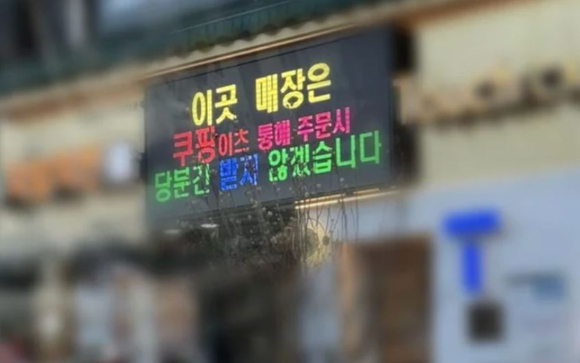 이곳 매장은
쿠팡이츠 통해 주문시
당분간 받지 않겠습니다